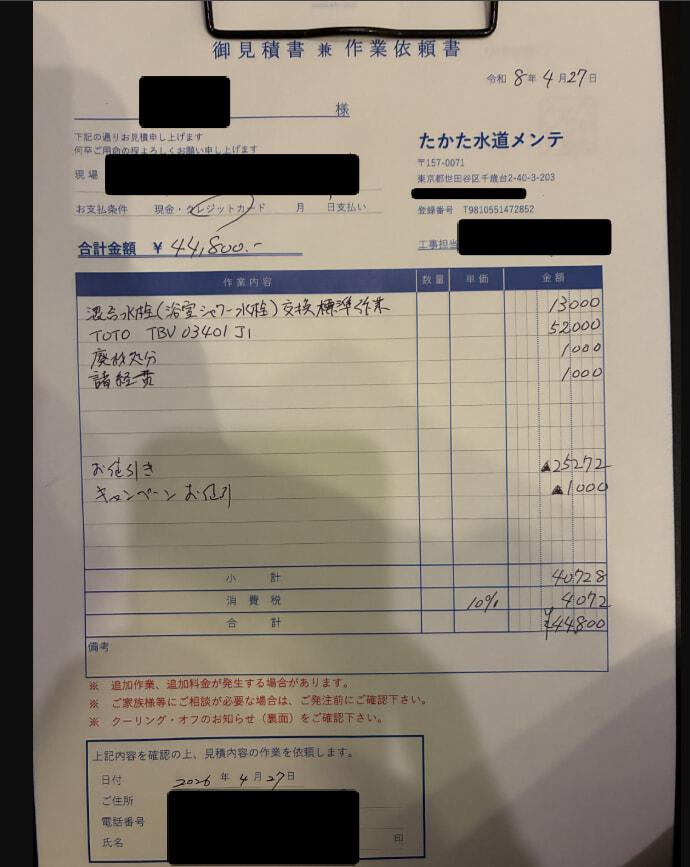 御見積書 兼 作業依頼書
令和 8年 4月27日
様
下記の通りお見積申し上げます
何卒ご用命の程よろしくお願い申し上げます
現場
お支払条件 現金・クレジットカード 月 日支払い
合計金額 ¥ 44,800.-
たかた水道メンテ
〒157-0071
東京都世田谷区千歳台2-40-3-203
登録番号 T9810551472852
工事担当
作業内容 数量 単価 金額
混合水栓(浴室シャワー水栓)交換標準作業 13000
TOTO TBV03401J1 52000
廃材処分 1000
諸経費 1000
お値引き ▲25272
キャンペーンお値引 ▲1000
小計 40728
消費税 10% 4072
合計 ¥44800
備考
※ 追加作業、追加料金が発生する場合があります。
※ ご家族様等にご相談が必要な場合は、ご発注前にご確認下さい。
※ クーリング・オフのお知らせ（裏面）をご確認下さい。
上記内容を確認の上、見積内容の作業を依頼します。
日付 2026年 4月27日
ご住所
電話番号
氏名 印